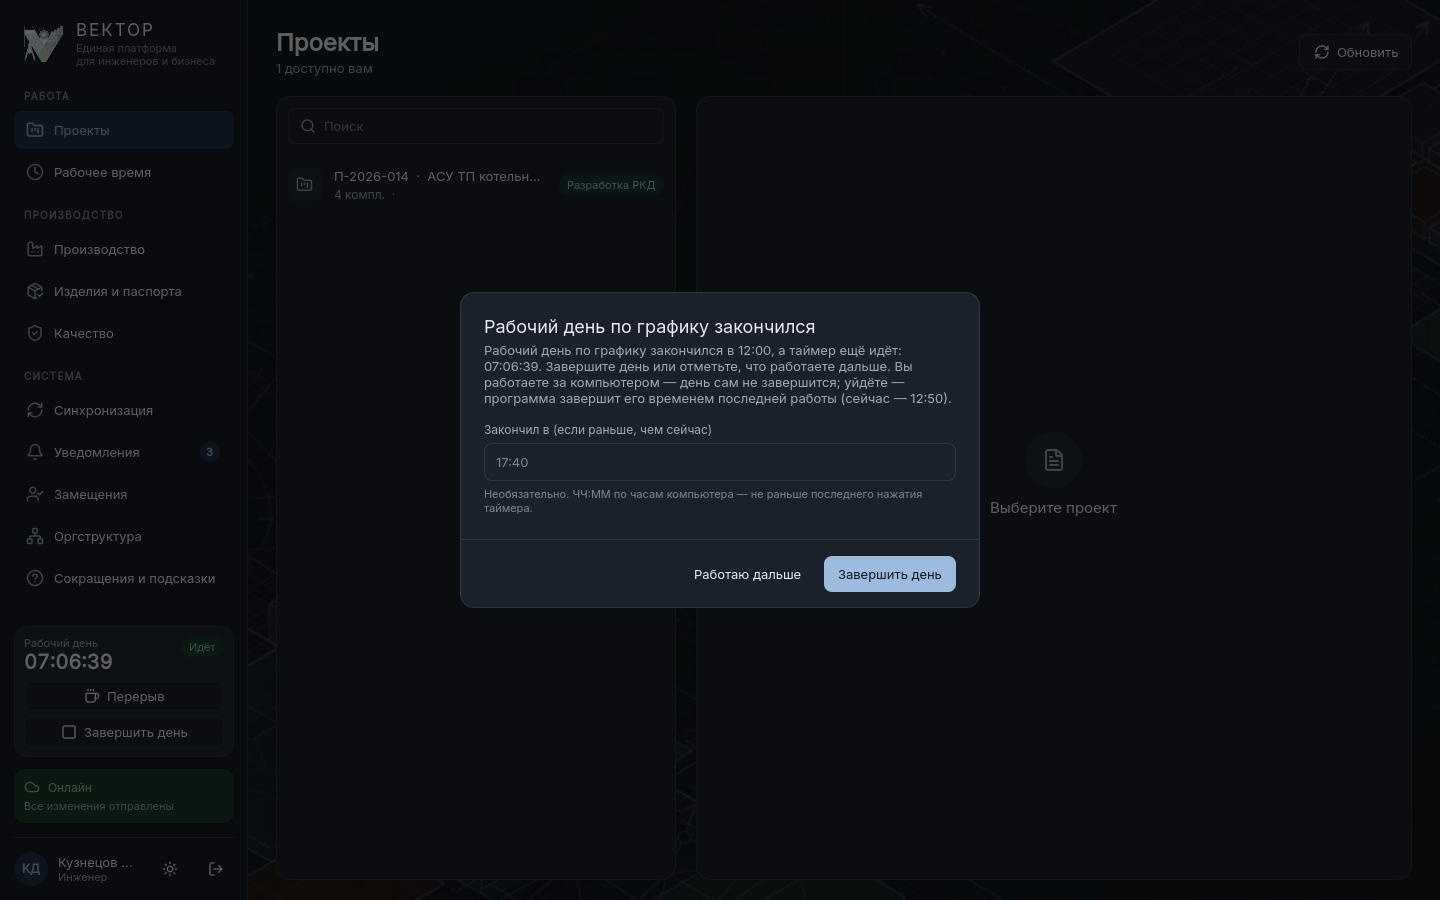 ВЕКТОР
Единая платформа
для инженеров и бизнеса
РАБОТА
Проекты
Рабочее время
ПРОИЗВОДСТВО
Производство
Изделия и паспорта
Качество
СИСТЕМА
Синхронизация
Уведомления 3
Замещения
Оргструктура
Сокращения и подсказки
Рабочий день
Идёт
07:06:39
Перерыв
Завершить день
Онлайн
Все изменения отправлены
КД
Кузнецов ...
Инженер
Проекты
1 доступно вам
Обновить
Поиск
П-2026-014 · АСУ ТП котельн...
4 компл. ·
Разработка РКД
Выберите проект
Рабочий день по графику закончился
Рабочий день по графику закончился в 12:00, а таймер ещё идёт:
07:06:39. Завершите день или отметьте, что работаете дальше. Вы
работаете за компьютером — день сам не завершится; уйдёте —
программа завершит его временем последней работы (сейчас — 12:50).
Закончил в (если раньше, чем сейчас)
17:40
Необязательно. ЧЧ:ММ по часам компьютера — не раньше последнего нажатия
таймера.
Работаю дальше
Завершить день